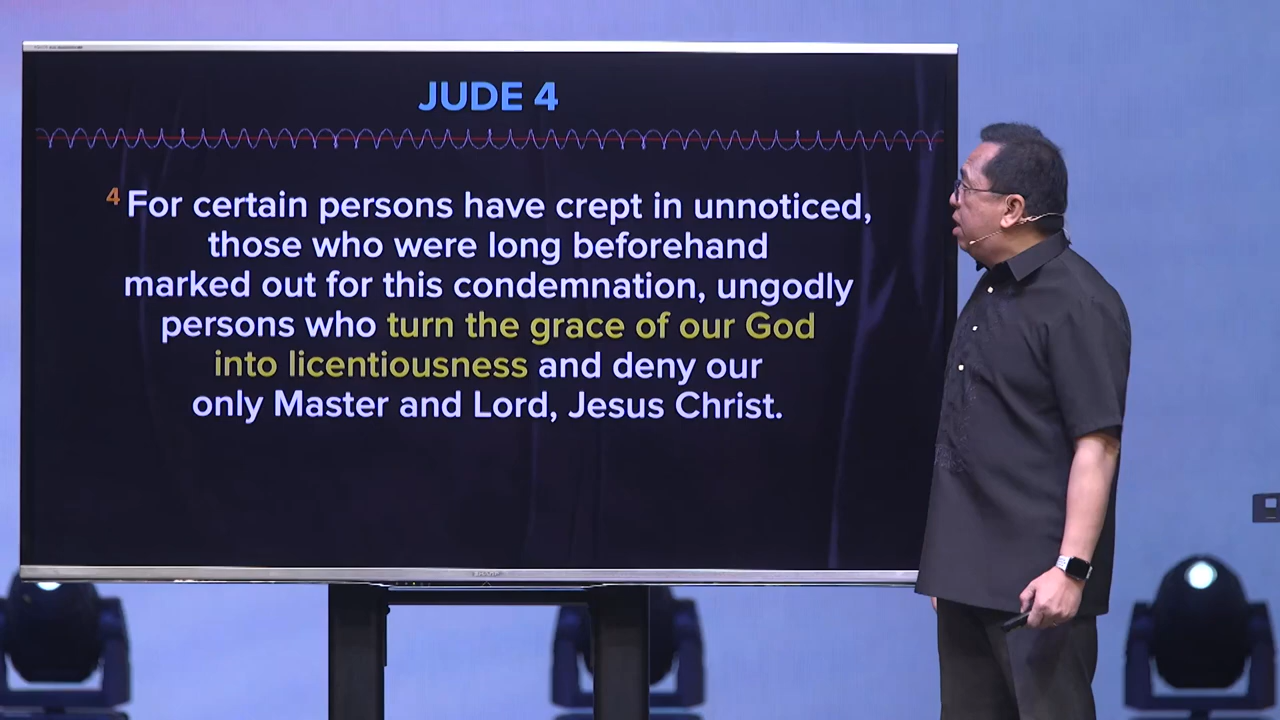 JUDE 4
4 For certain persons have crept in unnoticed,
those who were long beforehand
marked out for this condemnation, ungodly
persons who turn the grace of our God
into licentiousness and deny our
only Master and Lord, Jesus Christ.